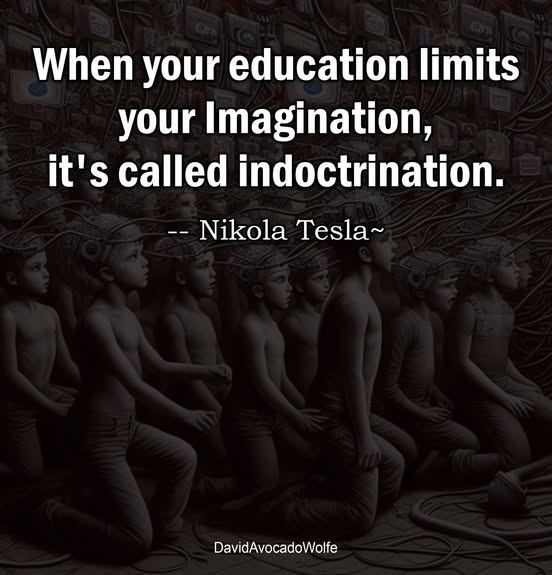 When your education limits
your Imagination,
it's called indoctrination.
-- Nikola Tesla~
DavidAvocadoWolfe